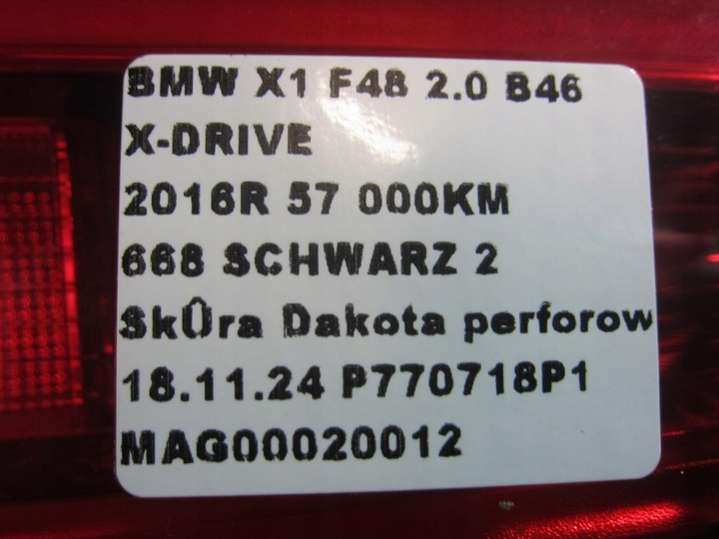 BMW X1 F48 2.0 B46
X-DRIVE
2016R 57 000KM
668 SCHWARZ 2
SkÛra Dakota perforow
18.11.24 P770718P1
MAG00020012